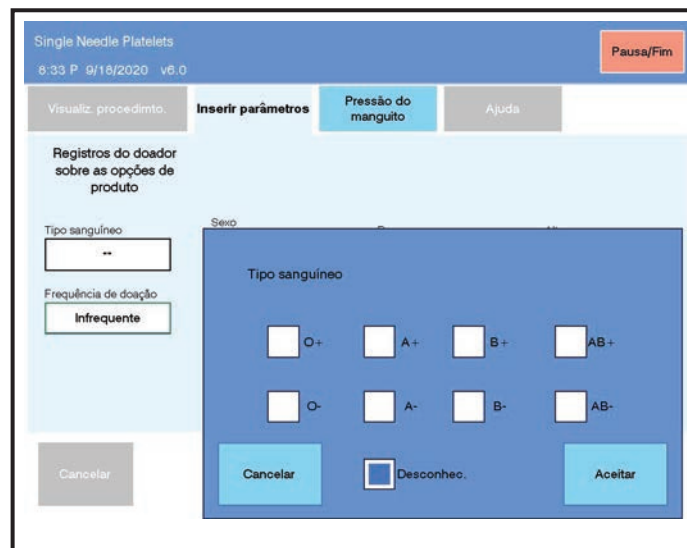 Single Needle Platelets
Pausa/Fim
8:33 P 9/18/2020 v6.0
Visualiz. procedimto.
Inserir parâmetros
Pressão do
manguito
Ajuda
Registros do doador
sobre as opções de
produto
Tipo sanguíneo
--
Frequência de doação
Infrequente
Sexo
Tipo sanguíneo
O+ A+ B+ AB+
O- A- B- AB-
Cancelar
Cancelar
Desconhec.
Aceitar